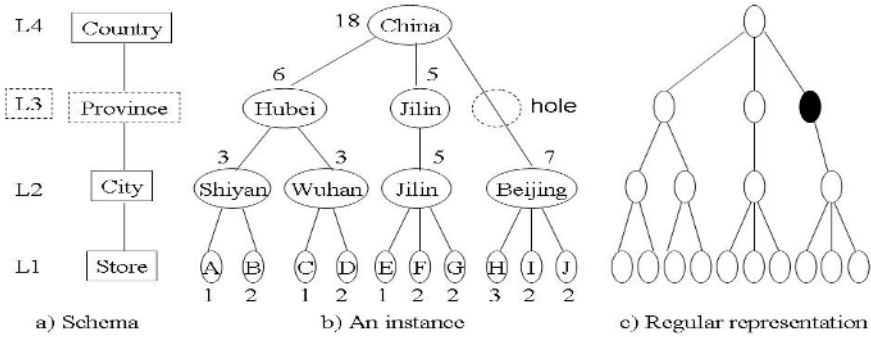 L4 Country 18 China
6 5
L3 Province Hubei Jilin hole
3 3 5 7
L2 City Shiyan Wuhan Jilin Beijing
L1 Store A B C D E F G H I J
1 2 1 2 1 2 2 3 2 2
a) Schema b) An instance c) Regular representation